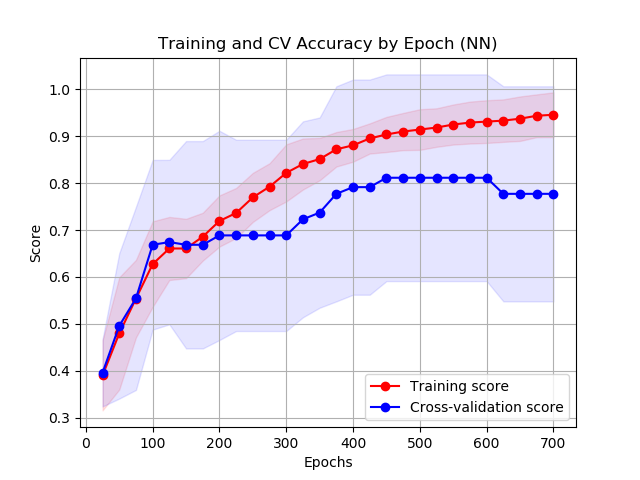 Training and CV Accuracy by Epoch (NN)
1.0
0.9
0.8
0.7
0.6
0.5
0.4
0.3
Score
Training score
Cross-validation score
0 100 200 300 400 500 600 700
Epochs